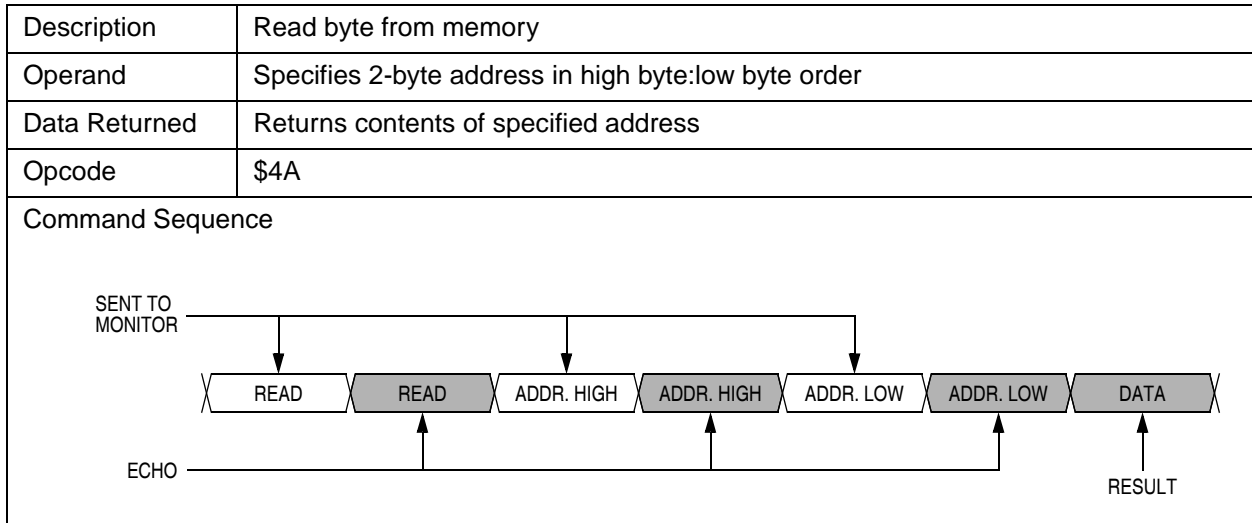 Description Read byte from memory
Operand Specifies 2-byte address in high byte:low byte order
Data Returned Returns contents of specified address
Opcode $4A
Command Sequence
SENT TO
MONITOR
READ READ ADDR. HIGH ADDR. HIGH ADDR. LOW ADDR. LOW DATA
ECHO
RESULT